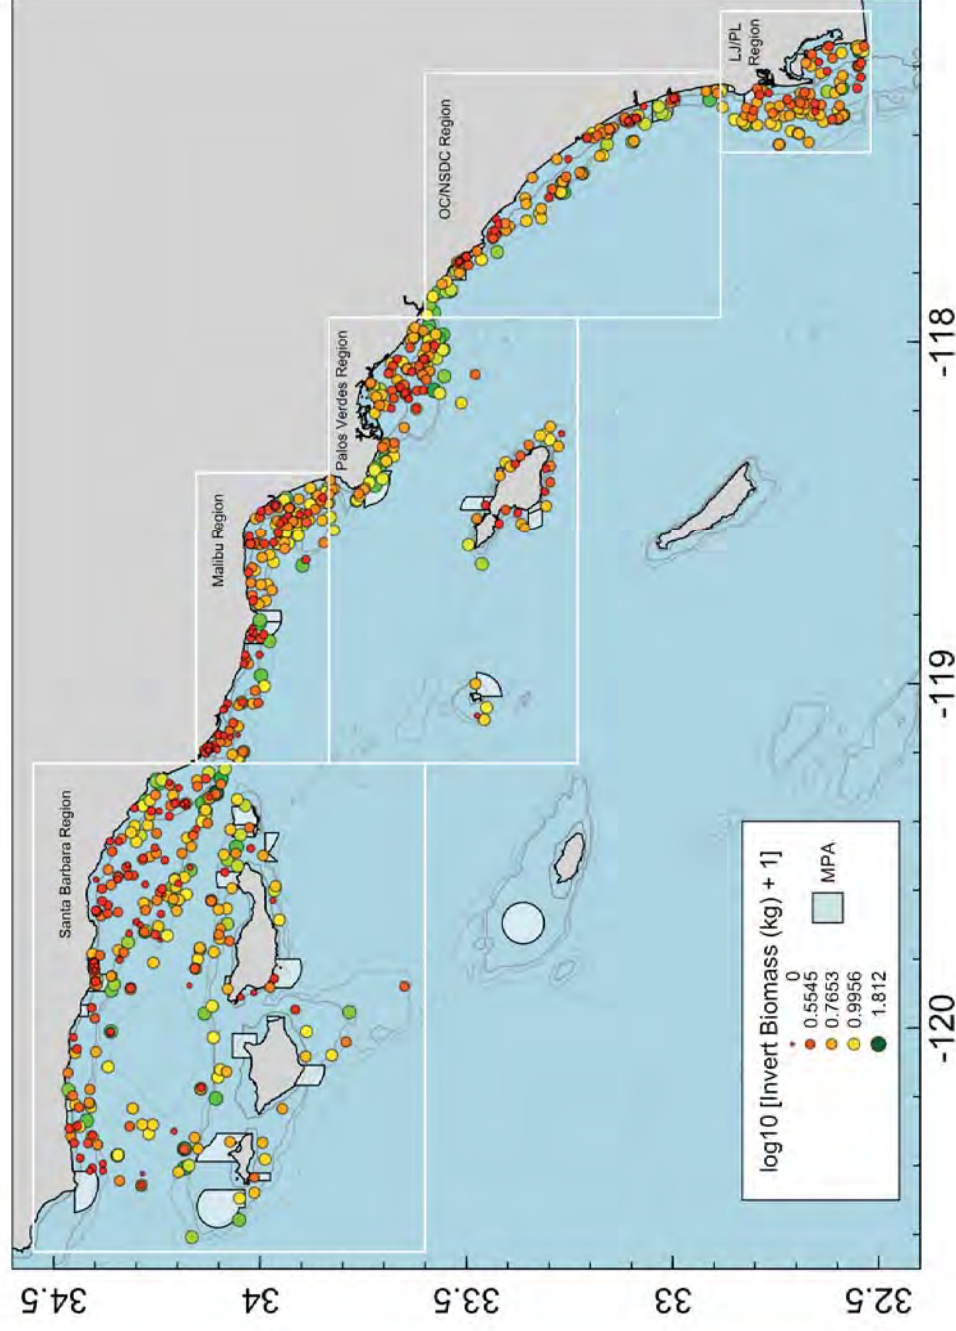 Santa Barbara Region
Malibu Region
Palos Verdes Region
OC/NSDC Region
LJ/PL
Region
34.5
34
33.5
33
32.5
-120
-119
-118
log10 [Invert Biomass (kg) + 1]
0
0.5545
0.7653
0.9956
1.812
MPA